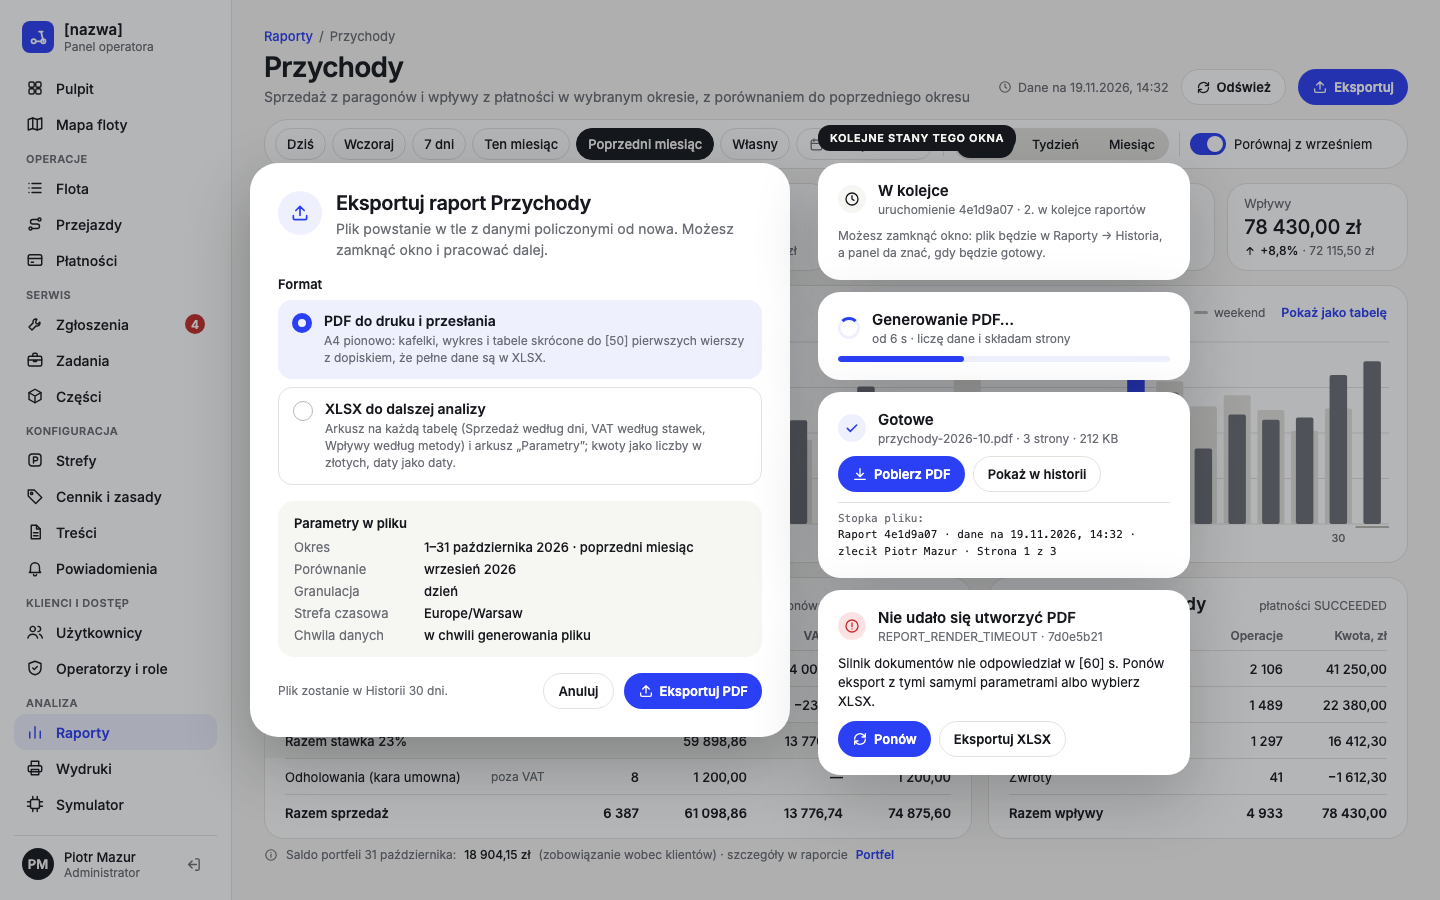 [nazwa]
Panel operatora
Pulpit
Mapa floty
OPERACJE
Flota
Przejazdy
Płatności
SERWIS
Zgłoszenia 4
Zadania
Części
KONFIGURACJA
Strefy
Cennik i zasady
Treści
Powiadomienia
KLIENCI I DOSTĘP
Użytkownicy
Operatorzy i role
ANALIZA
Raporty
Wydruki
Symulator
PM Piotr Mazur
Administrator
Raporty / Przychody
Przychody
Sprzedaż z paragonów i wpływy z płatności w wybranym okresie, z porównaniem do poprzedniego okresu
Dane na 19.11.2026, 14:32 Odśwież Eksportuj
Dziś Wczoraj 7 dni Ten miesiąc Poprzedni miesiąc Własny Tydzień Miesiąc Porównaj z wrześniem
Wpływy
78 430,00 zł
+8,8% · 72 115,50 zł
zł
weekend Pokaż jako tabelę
30
płatności SUCCEEDED
Operacje Kwota, zł
2 106 41 250,00
1 489 22 380,00
1 297 16 412,30
Razem stawka 23% 59 898,86
Odholowania (kara umowna) poza VAT 8 1 200,00 — 1 200,00
Zwroty 41 −1 612,30
Razem sprzedaż 6 387 61 098,86 13 776,74 74 875,60
Razem wpływy 4 933 78 430,00
Saldo portfeli 31 października: 18 904,15 zł (zobowiązanie wobec klientów) · szczegóły w raporcie Portfel
Eksportuj raport Przychody
Plik powstanie w tle z danymi policzonymi od nowa. Możesz
zamknąć okno i pracować dalej.
Format
PDF do druku i przesłania
A4 pionowo: kafelki, wykres i tabele skrócone do [50] pierwszych wierszy
z dopiskiem, że pełne dane są w XLSX.
XLSX do dalszej analizy
Arkusz na każdą tabelę (Sprzedaż według dni, VAT według stawek,
Wpływy według metody) i arkusz „Parametry”; kwoty jako liczby w
złotych, daty jako daty.
Parametry w pliku
Okres 1–31 października 2026 · poprzedni miesiąc
Porównanie wrzesień 2026
Granulacja dzień
Strefa czasowa Europe/Warsaw
Chwila danych w chwili generowania pliku
Plik zostanie w Historii 30 dni. Anuluj Eksportuj PDF
KOLEJNE STANY TEGO OKNA
W kolejce
uruchomienie 4e1d9a07 · 2. w kolejce raportów
Możesz zamknąć okno: plik będzie w Raporty → Historia,
a panel da znać, gdy będzie gotowy.
Generowanie PDF…
od 6 s · liczę dane i składam strony
Gotowe
przychody-2026-10.pdf · 3 strony · 212 KB
Pobierz PDF Pokaż w historii
Stopka pliku:
Raport 4e1d9a07 · dane na 19.11.2026, 14:32 ·
zlecił Piotr Mazur · Strona 1 z 3
Nie udało się utworzyć PDF
REPORT_RENDER_TIMEOUT · 7d0e5b21
Silnik dokumentów nie odpowiedział w [60] s. Ponów
eksport z tymi samymi parametrami albo wybierz
XLSX.
Ponów Eksportuj XLSX